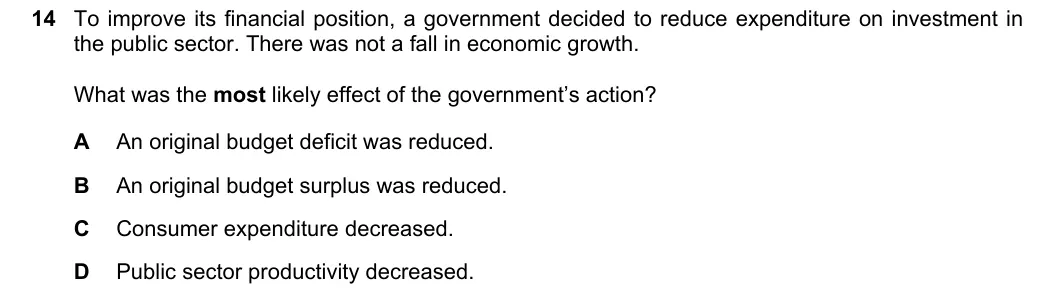 14 To improve its financial position, a government decided to reduce expenditure on investment in
the public sector. There was not a fall in economic growth.
What was the most likely effect of the government's action?
A An original budget deficit was reduced.
B An original budget surplus was reduced.
C Consumer expenditure decreased.
D Public sector productivity decreased.